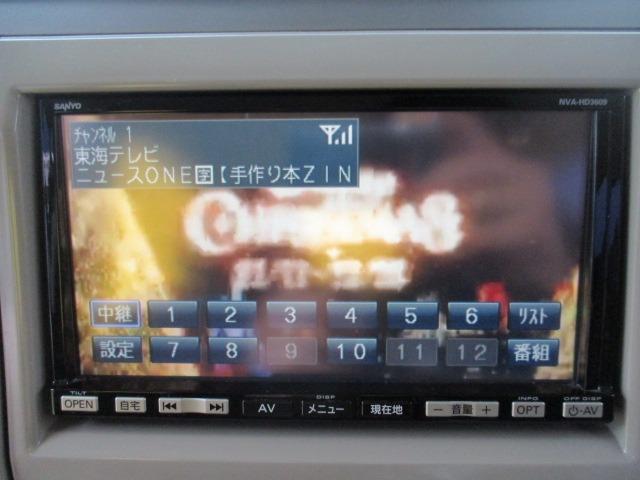 SANYO
NVA-HD3609
チャンネル 1
東海テレビ
ニュースONE字【手作り本ZIN
CHRISTMAS
中継 1 2 3 4 5 6 リスト
設定 7 8 9 10 11 12 番組
TILT DISP INFO OFF DISP
OPEN 自宅 AV メニュー 現在地 − 音量 + OPT ⏻·AV